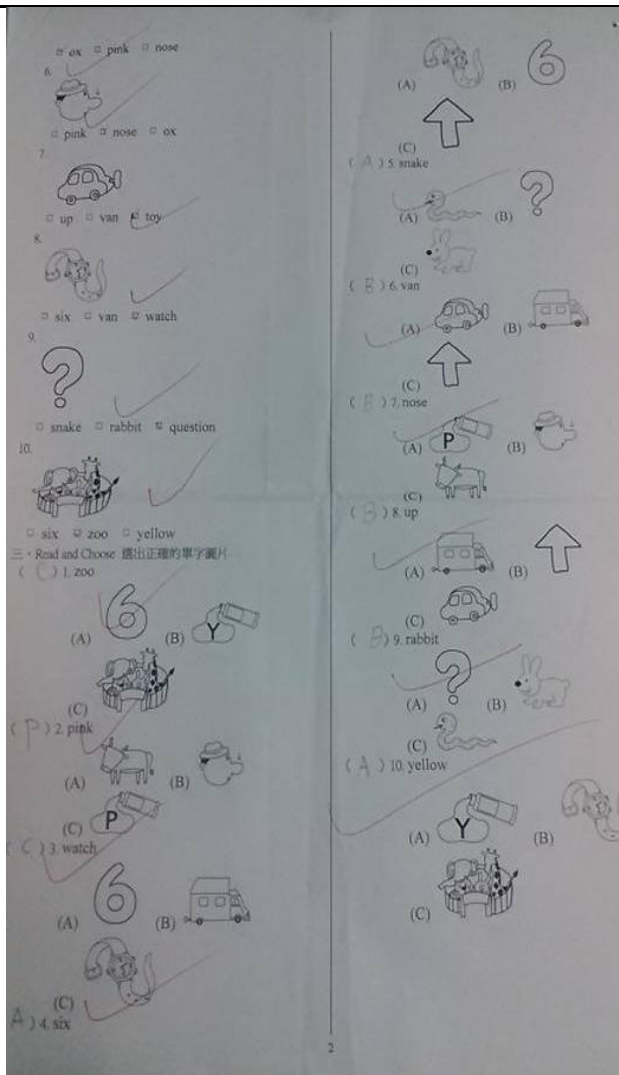 □ ox □ pink □ nose
6.
□ pink □ nose □ ox
7.
□ up □ van ☑ toy
8.
□ six □ van ☑ watch
9.
?
□ snake □ rabbit ☑ question
10.
□ six ☑ zoo □ yellow
三、Read and Choose 選出正確的單字圖片
( C ) 1. zoo
(A) 6 (B) Y
(C)
( P ) 2. pink
(A) (B)
(C) P
( C ) 3. watch
(A) 6 (B)
(C)
A ) 4. six
(A) (B) 6
(C)
( A ) 5. snake
(A) (B) ?
(C)
( B ) 6. van
(A) (B)
(C)
( B ) 7. nose
(A) P (B)
(C)
( B ) 8. up
(A) (B)
(C)
( B ) 9. rabbit
(A) ? (B)
(C)
( A ) 10. yellow
(A) Y (B)
(C)
2